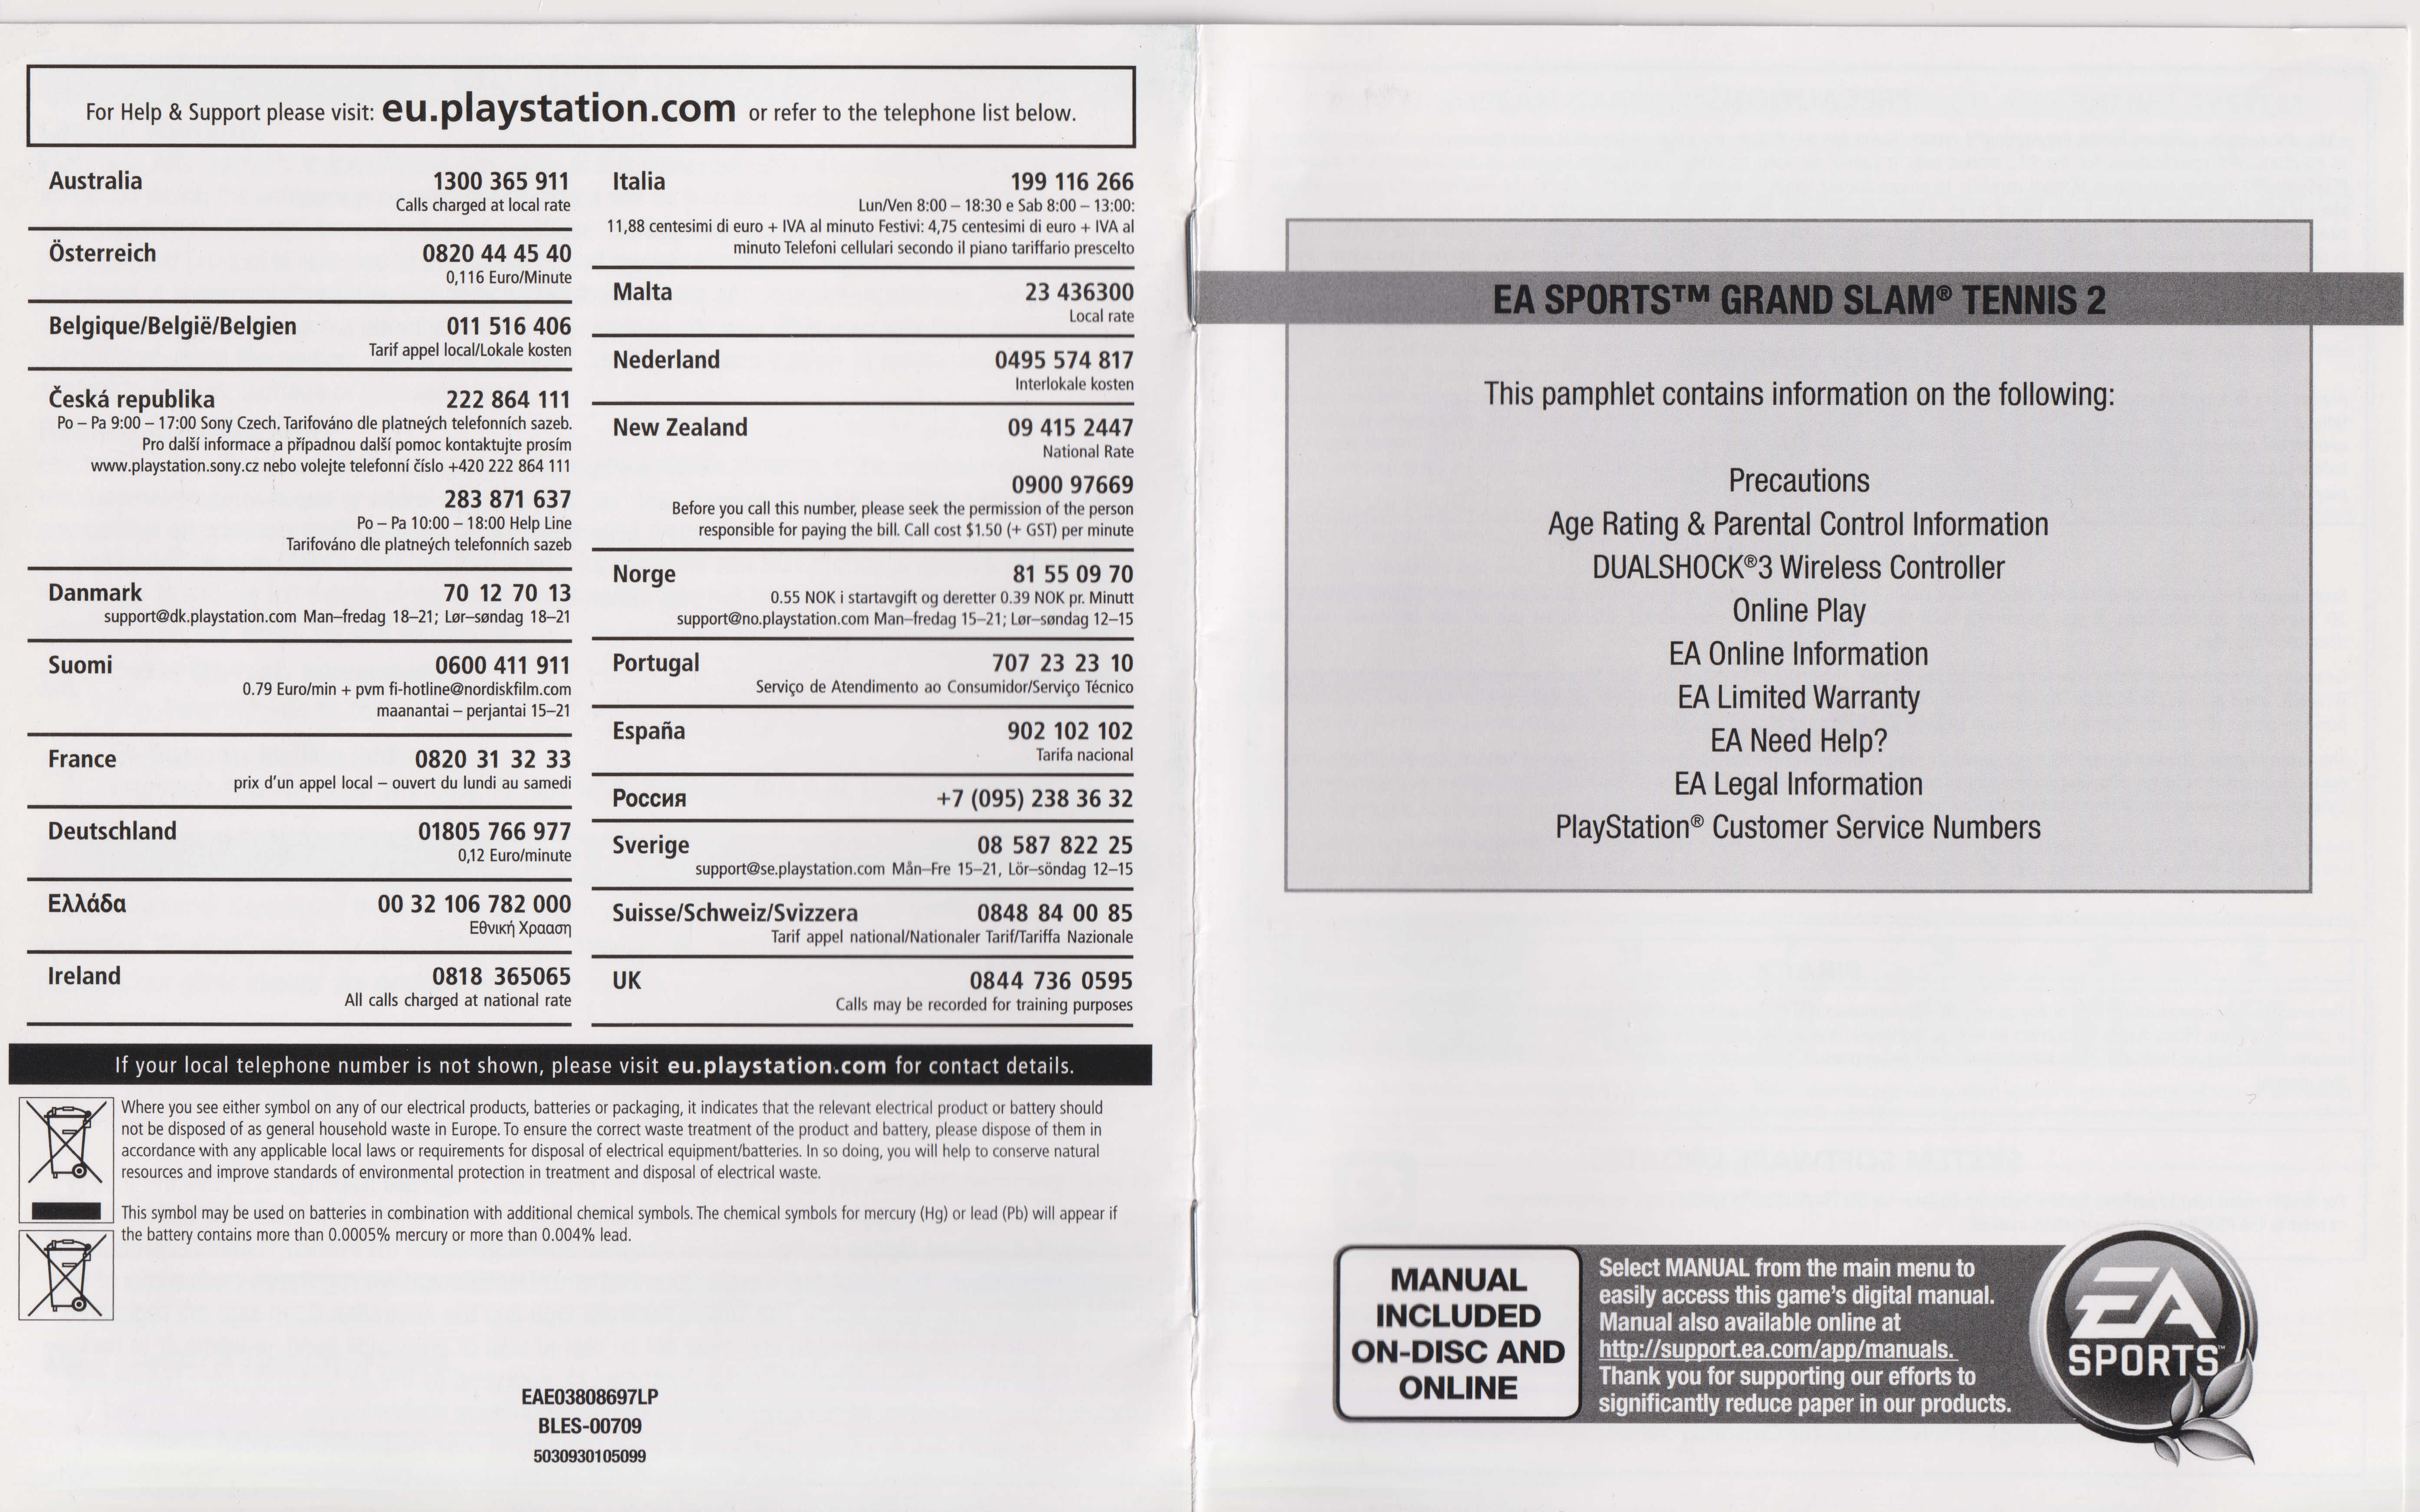 For Help & Support please visit: eu.playstation.com or refer to the telephone list below.
Australia 1300 365 911
Calls charged at local rate
Österreich 0820 44 45 40
0,116 Euro/Minute
Belgique/België/Belgien 011 516 406
Tarif appel local/Lokale kosten
Česká republika 222 864 111
Po – Pa 9:00 – 17:00 Sony Czech. Tarifováno dle platneých telefonních sazeb.
Pro další informace a případnou další pomoc kontaktujte prosím
www.playstation.sony.cz nebo volejte telefonní číslo +420 222 864 111
283 871 637
Po – Pa 10:00 – 18:00 Help Line
Tarifováno dle platneých telefonních sazeb
Danmark 70 12 70 13
support@dk.playstation.com Man–fredag 18–21; Lør–søndag 18–21
Suomi 0600 411 911
0.79 Euro/min + pvm fi-hotline@nordiskfilm.com
maanantai – perjantai 15–21
France 0820 31 32 33
prix d'un appel local – ouvert du lundi au samedi
Deutschland 01805 766 977
0,12 Euro/minute
Ελλάδα 00 32 106 782 000
Εθνική Χρααση
Ireland 0818 365065
All calls charged at national rate
Italia 199 116 266
Lun/Ven 8:00 – 18:30 e Sab 8:00 – 13:00:
11,88 centesimi di euro + IVA al minuto Festivi: 4,75 centesimi di euro + IVA al
minuto Telefoni cellulari secondo il piano tariffario prescelto
Malta 23 436300
Local rate
Nederland 0495 574 817
Interlokale kosten
New Zealand 09 415 2447
National Rate
0900 97669
Before you call this number, please seek the permission of the person
responsible for paying the bill. Call cost $1.50 (+ GST) per minute
Norge 81 55 09 70
0.55 NOK i startavgift og deretter 0.39 NOK pr. Minutt
support@no.playstation.com Man–fredag 15–21; Lør–søndag 12–15
Portugal 707 23 23 10
Serviço de Atendimento ao Consumidor/Serviço Técnico
España 902 102 102
Tarifa nacional
Россия +7 (095) 238 36 32
Sverige 08 587 822 25
support@se.playstation.com Mån–Fre 15–21, Lör–söndag 12–15
Suisse/Schweiz/Svizzera 0848 84 00 85
Tarif appel national/Nationaler Tarif/Tariffa Nazionale
UK 0844 736 0595
Calls may be recorded for training purposes
If your local telephone number is not shown, please visit eu.playstation.com for contact details.
Where you see either symbol on any of our electrical products, batteries or packaging, it indicates that the relevant electrical product or battery should
not be disposed of as general household waste in Europe. To ensure the correct waste treatment of the product and battery, please dispose of them in
accordance with any applicable local laws or requirements for disposal of electrical equipment/batteries. In so doing, you will help to conserve natural
resources and improve standards of environmental protection in treatment and disposal of electrical waste.
This symbol may be used on batteries in combination with additional chemical symbols. The chemical symbols for mercury (Hg) or lead (Pb) will appear if
the battery contains more than 0.0005% mercury or more than 0.004% lead.
EAE03808697LP
BLES-00709
5030930105099
EA SPORTS™ GRAND SLAM® TENNIS 2
This pamphlet contains information on the following:
Precautions
Age Rating & Parental Control Information
DUALSHOCK®3 Wireless Controller
Online Play
EA Online Information
EA Limited Warranty
EA Need Help?
EA Legal Information
PlayStation® Customer Service Numbers
MANUAL
INCLUDED
ON-DISC AND
ONLINE
Select MANUAL from the main menu to
easily access this game's digital manual.
Manual also available online at
http://support.ea.com/app/manuals.
Thank you for supporting our efforts to
significantly reduce paper in our products.
EA
SPORTS™